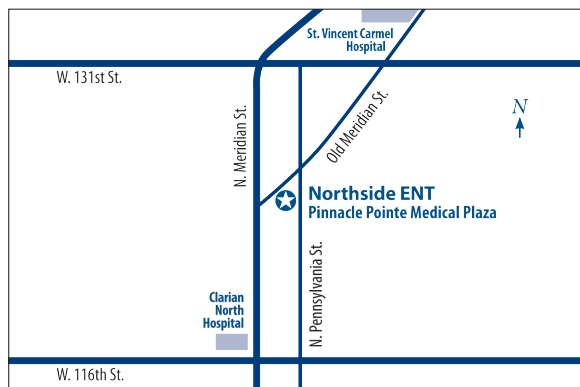 St. Vincent Carmel
Hospital
W. 131st St.
N
N. Meridian St.
Old Meridian St.
Northside ENT
Pinnacle Pointe Medical Plaza
N. Pennsylvania St.
Clarian
North
Hospital
W. 116th St.